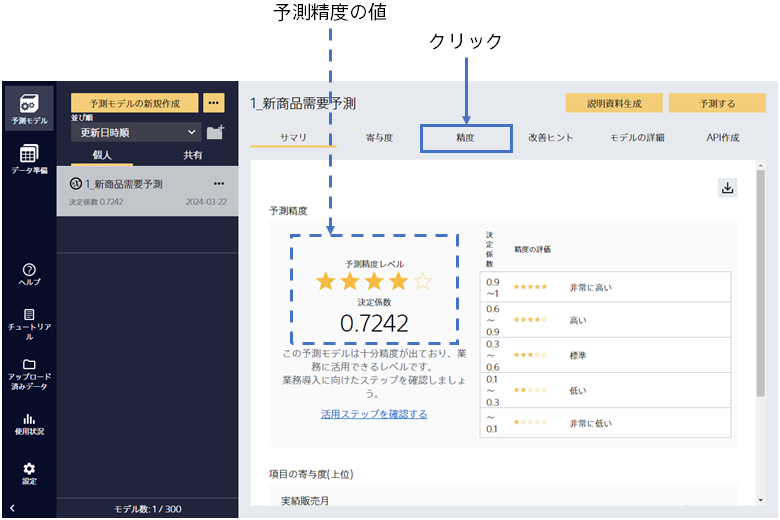 予測精度の値
クリック
予測モデル
データ準備
ヘルプ
チュートリア
ル
アップロード
済みデータ
使用状況
設定
予測モデルの新規作成
•••
並び順
更新日時順
個人
共有
1_新商品需要予測
•••
決定係数 0.7242
2024-03-22
モデル数: 1 / 300
1_新商品需要予測
説明資料生成
予測する
サマリ
寄与度
精度
改善ヒント
モデルの詳細
API作成
予測精度
予測精度レベル
★★★★☆
決定係数
0.7242
この予測モデルは十分精度が出ており、業
務に活用できるレベルです。
業務導入に向けたステップを確認しましょ
う。
活用ステップを確認する
決
定
係
数
精度の評価
0.9
～1
★★★★★
非常に高い
0.6
～
0.9
★★★★☆
高い
0.3
～
0.6
★★★☆☆
標準
0.1
～
0.3
★★☆☆☆
低い
～
0.1
★☆☆☆☆
非常に低い
項目の寄与度(上位)
実績販売月